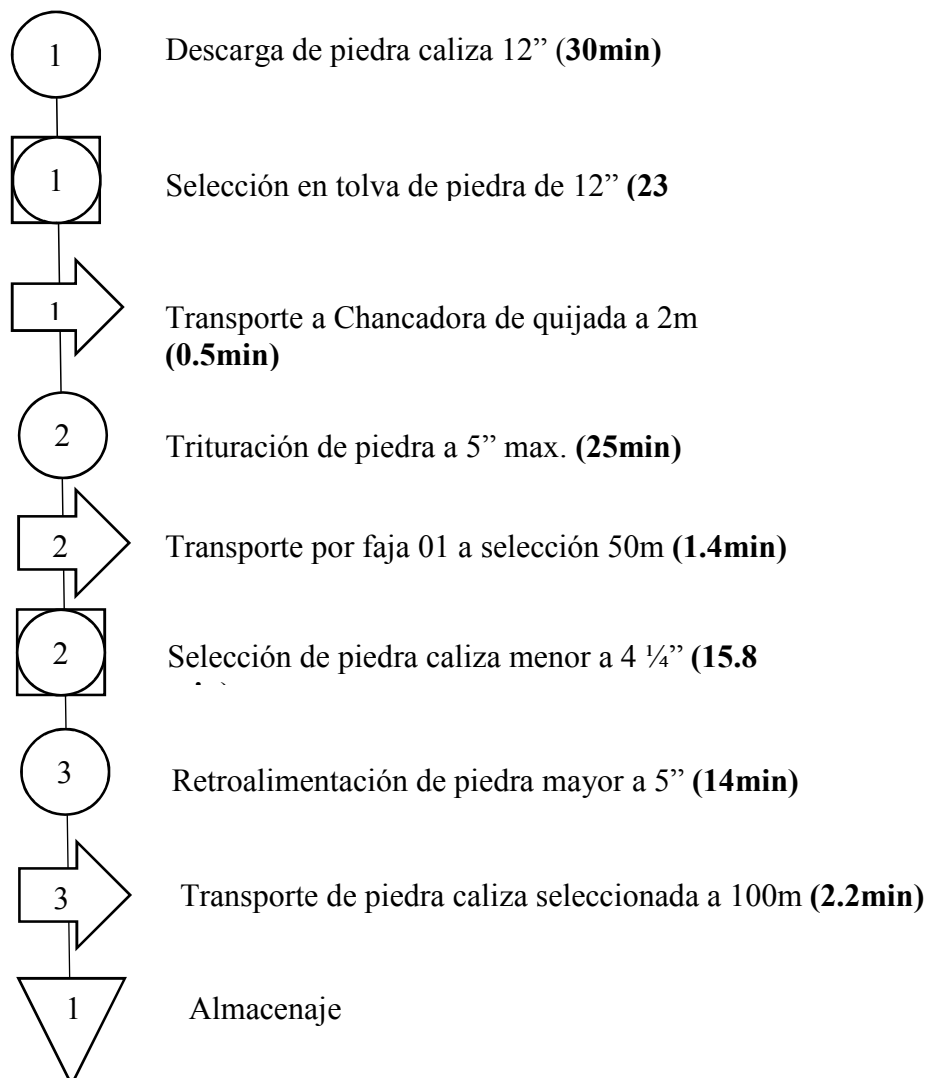 1
Descarga de piedra caliza 12” (30min)
1
Selección en tolva de piedra de 12” (23
1
Transporte a Chancadora de quijada a 2m
(0.5min)
2
Trituración de piedra a 5” max. (25min)
2
Transporte por faja 01 a selección 50m (1.4min)
2
Selección de piedra caliza menor a 4 ¼” (15.8
3
Retroalimentación de piedra mayor a 5” (14min)
3
Transporte de piedra caliza seleccionada a 100m (2.2min)
1
Almacenaje